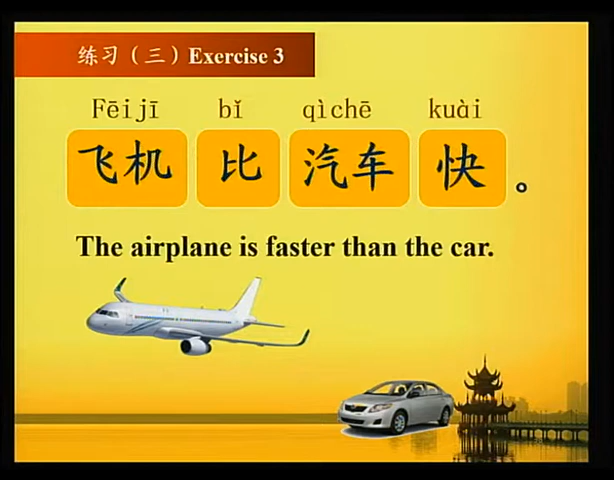 练习（三）Exercise 3
Fēijī bǐ qìchē kuài
飞机 比 汽车 快 。
The airplane is faster than the car.